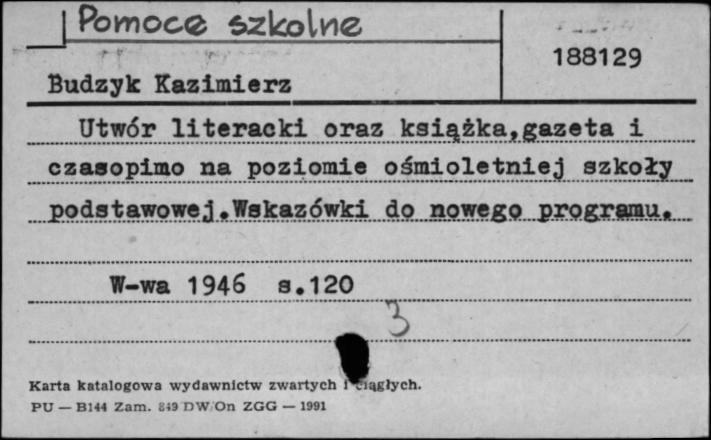 Pomoce szkolne
188129
Budzyk Kazimierz
Utwór literacki oraz książka,gazeta i
czasopimo na poziomie ośmioletniej szkoły
podstawowej.Wskazówki do nowego programu.
W-wa 1946 s.120
3
Karta katalogowa wydawnictw zwartych i ciągłych.
PU — B144 Zam. 849 DW/On ZGG — 1991